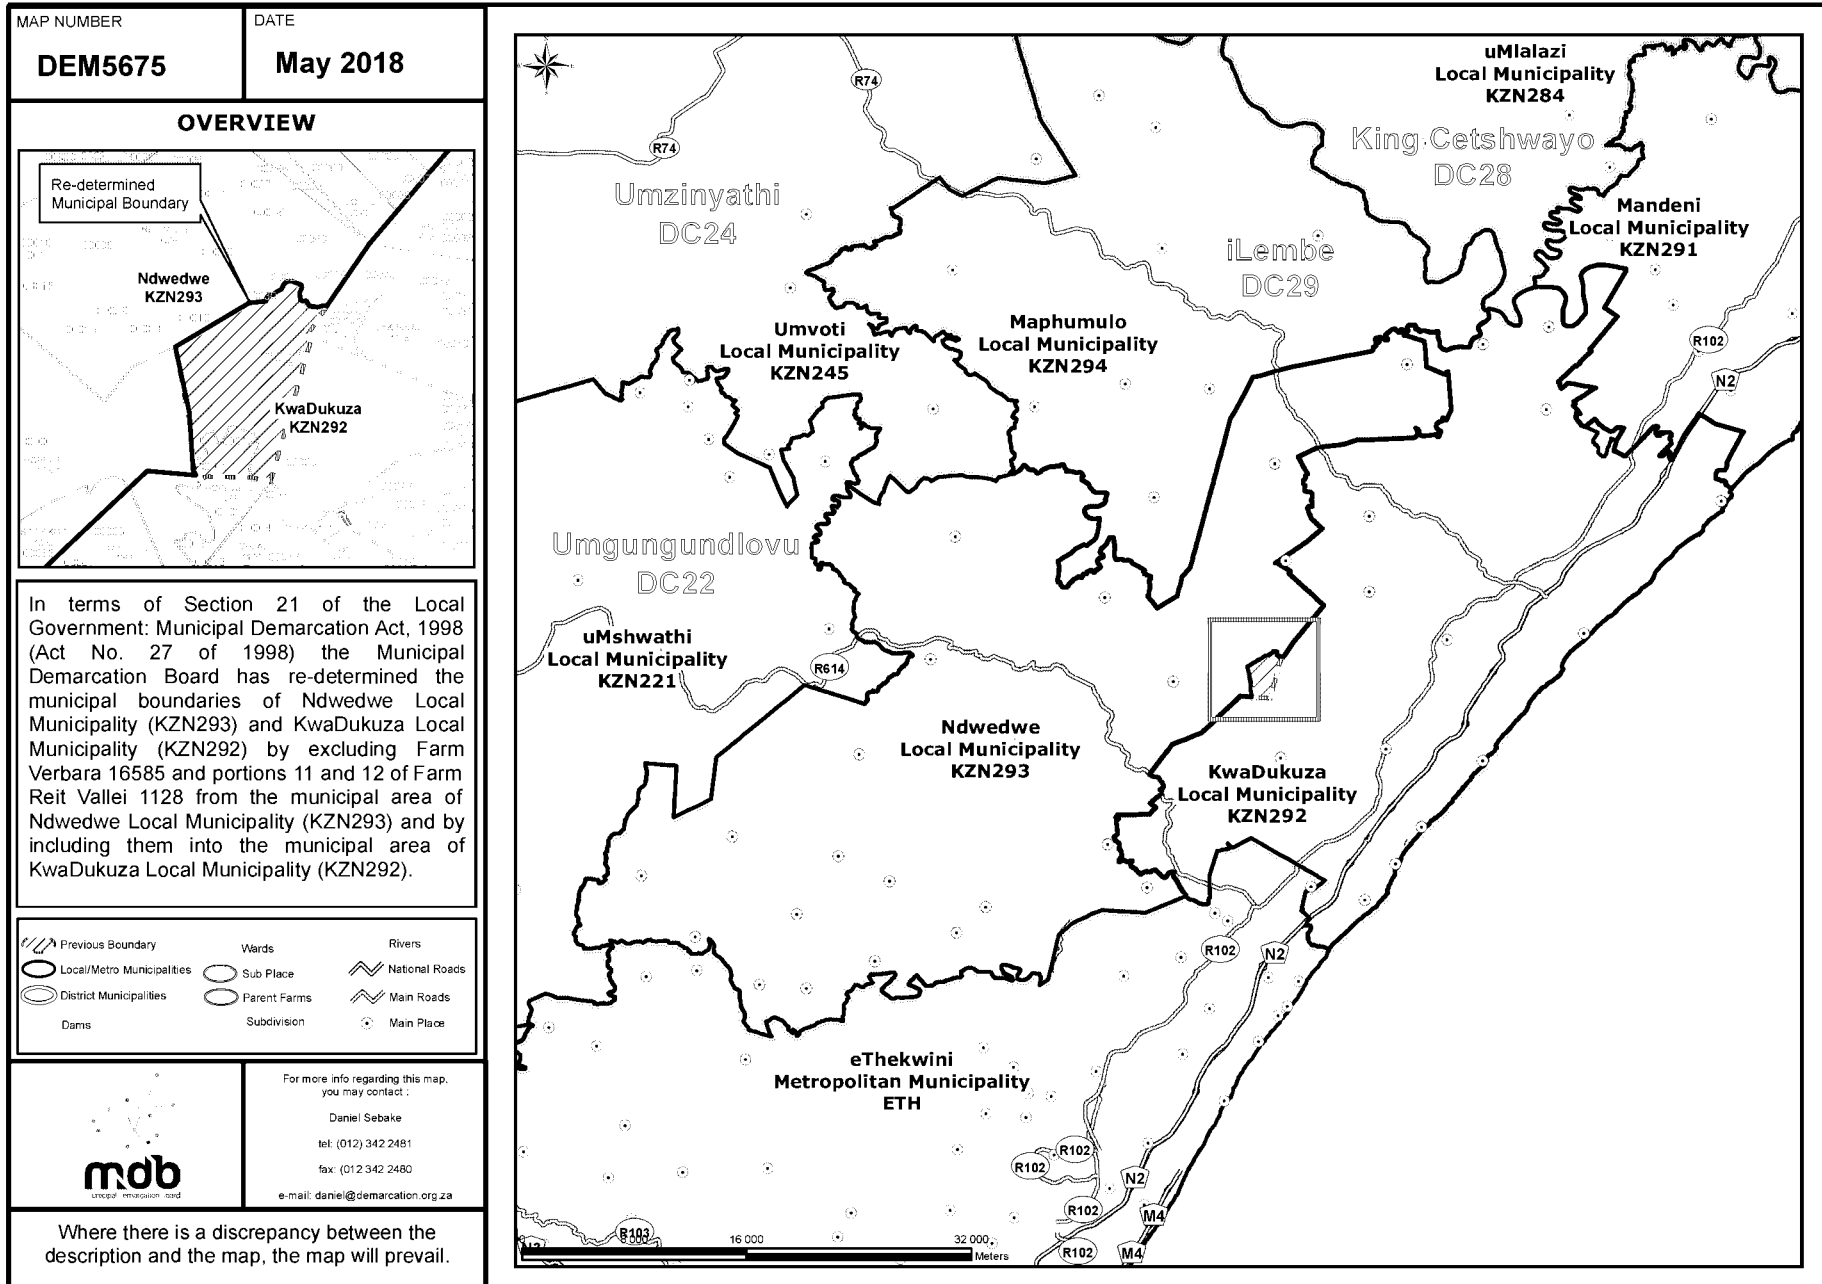 MAP NUMBER
DEM5675
DATE
May 2018
OVERVIEW
Re-determined
Municipal Boundary
Ndwedwe
KZN293
KwaDukuza
KZN292
In terms of Section 21 of the Local
Government: Municipal Demarcation Act, 1998
(Act No. 27 of 1998) the Municipal
Demarcation Board has re-determined the
municipal boundaries of Ndwedwe Local
Municipality (KZN293) and KwaDukuza Local
Municipality (KZN292) by excluding Farm
Verbara 16585 and portions 11 and 12 of Farm
Reit Vallei 1128 from the municipal area of
Ndwedwe Local Municipality (KZN293) and by
including them into the municipal area of
KwaDukuza Local Municipality (KZN292).
Previous Boundary
Local/Metro Municipalities
District Municipalities
Dams
Wards
Sub Place
Parent Farms
Subdivision
Rivers
National Roads
Main Roads
Main Place
mdb
For more info regarding this map,
you may contact :
Daniel Sebake
tel: (012) 342 2481
fax: (012 342 2480
e-mail: daniel@demarcation.org.za
Where there is a discrepancy between the
description and the map, the map will prevail.
uMlalazi
Local Municipality
KZN284
R74
King Cetshwayo
DC28
R74
Umzinyathi
DC24
Mandeni
Local Municipality
KZN291
iLembe
DC29
Umvoti
Local Municipality
KZN245
Maphumulo
Local Municipality
KZN294
R102
N2
Umgungundlovu
DC22
uMshwathi
Local Municipality
KZN221
R614
Ndwedwe
Local Municipality
KZN293
KwaDukuza
Local Municipality
KZN292
R102
N2
eThekwini
Metropolitan Municipality
ETH
R102
R102
N2
R102
M4
R102
M4
R103
16 000
32 000
Meters